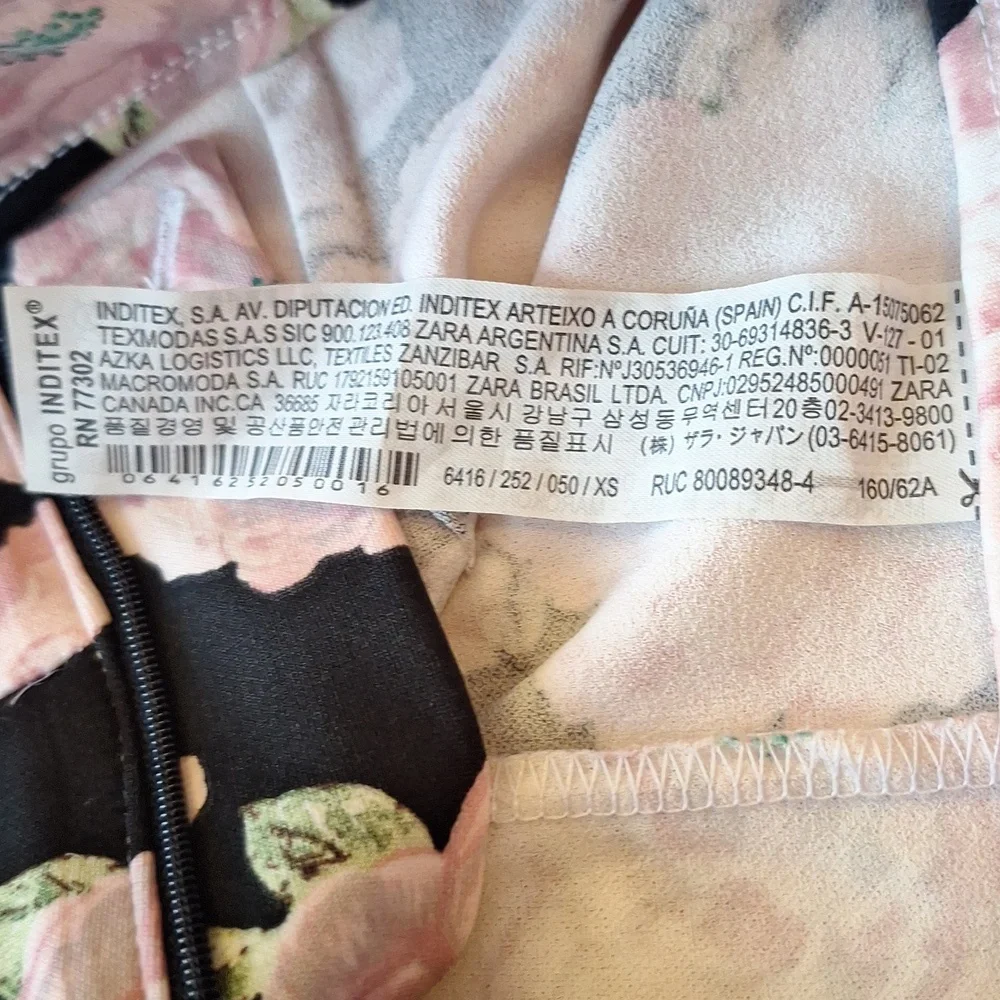 grupo INDITEX®
RN 77302
INDITEX, S.A. AV. DIPUTACION ED. INDITEX ARTEIXO A CORUÑA (SPAIN) C.I.F. A-15075062
TEXMODAS S.A.S SIC 900.123.408 ZARA ARGENTINA S.A. CUIT: 30-69314836-3 V-127-01
AZKA LOGISTICS LLC, TEXTILES ZANZIBAR S.A. RIF:NºJ30536946-1 REG.Nº:0000051 TI-02
MACROMODA S.A. RUC 1792159105001 ZARA BRASIL LTDA. CNPJ:02952485000491 ZARA
CANADA INC.CA 36685 자라코리아 서울시 강남구 삼성동 무역센터20층02-3413-9800
품질경영 및 공산품안전 관리법에 의한 품질표시 (株) ザラ・ジャパン (03-6415-8061)
06416252050016 6416 / 252 / 050 / XS RUC 80089348-4 160/62A